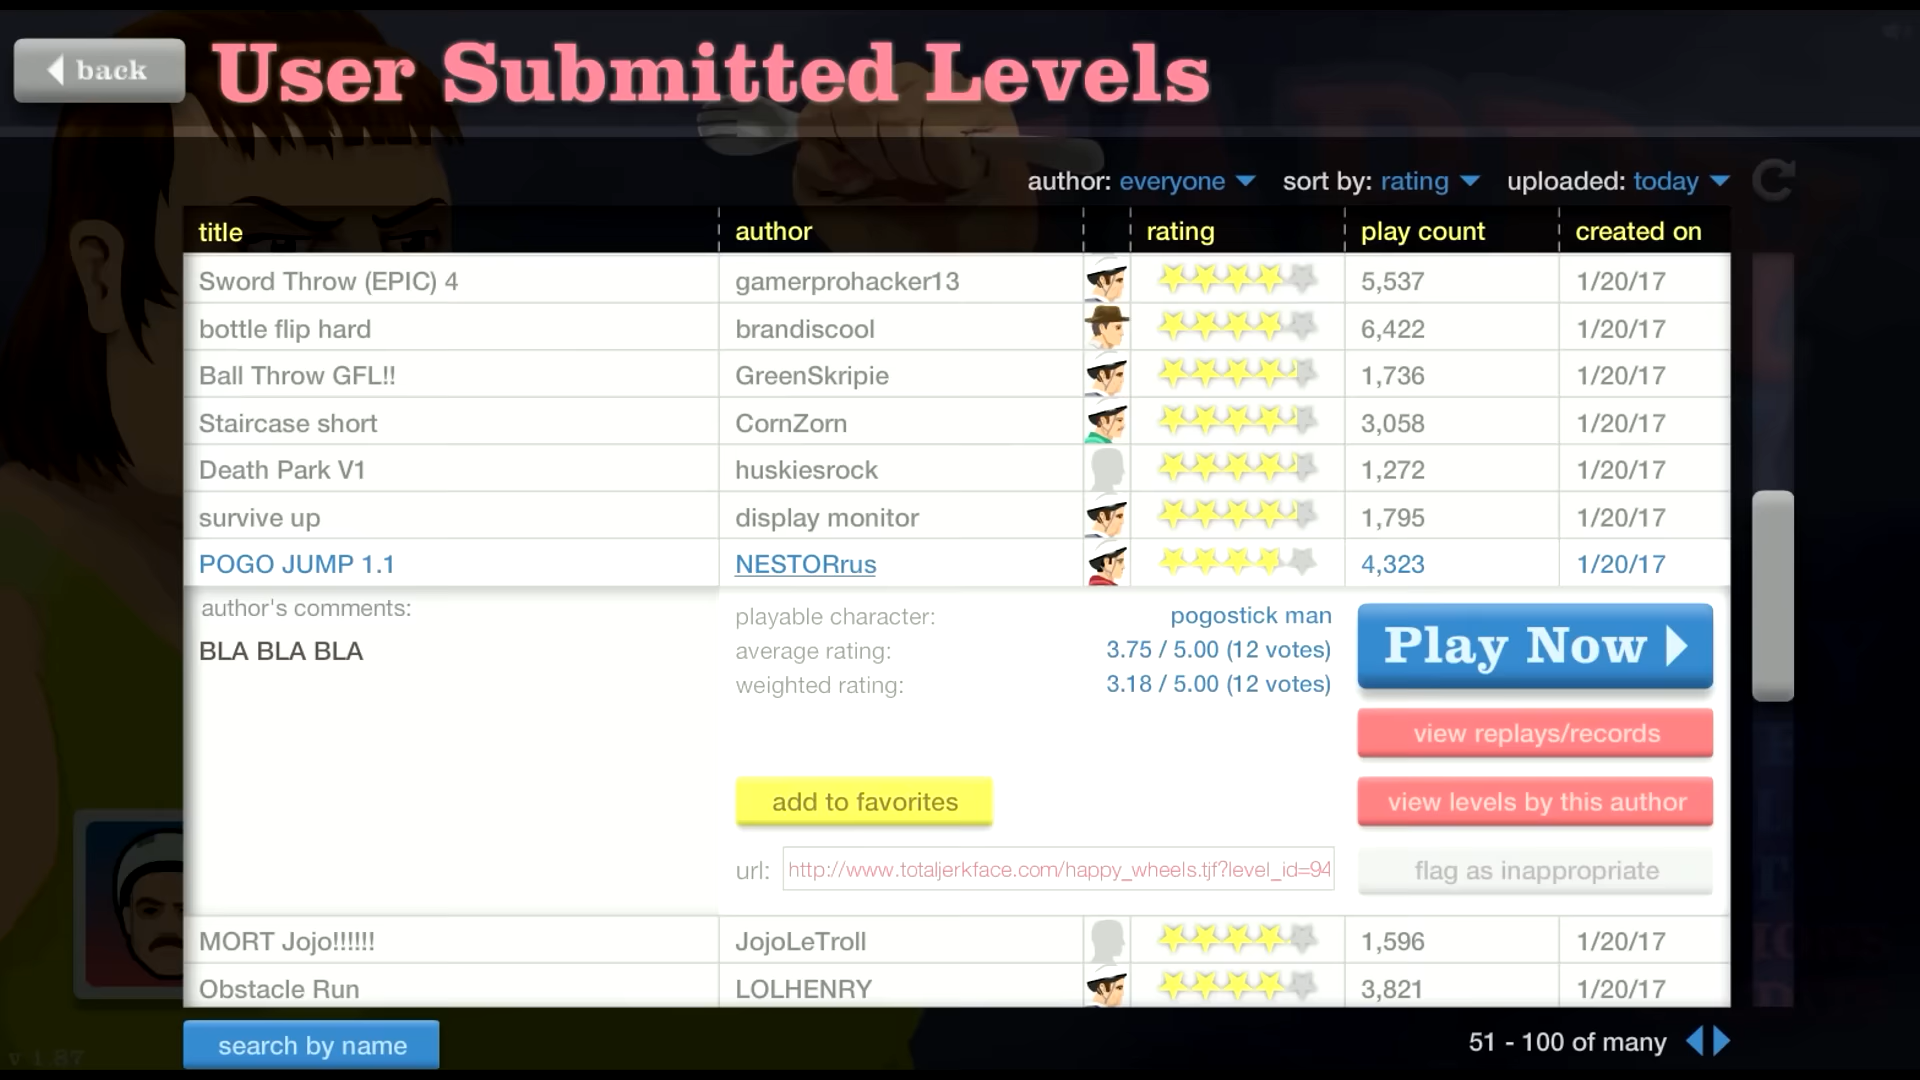 back
User Submitted Levels
author: everyone sort by: rating uploaded: today
title author rating play count created on
Sword Throw (EPIC) 4 gamerprohacker13 5,537 1/20/17
bottle flip hard brandiscool 6,422 1/20/17
Ball Throw GFL!! GreenSkripie 1,736 1/20/17
Staircase short CornZorn 3,058 1/20/17
Death Park V1 huskiesrock 1,272 1/20/17
survive up display monitor 1,795 1/20/17
POGO JUMP 1.1 NESTORrus 4,323 1/20/17
author's comments:
BLA BLA BLA
playable character: pogostick man
average rating: 3.75 / 5.00 (12 votes)
weighted rating: 3.18 / 5.00 (12 votes)
Play Now
view replays/records
add to favorites
view levels by this author
url: http://www.totaljerkface.com/happy_wheels.tjf?level_id=94
flag as inappropriate
MORT Jojo!!!!!! JojoLeTroll 1,596 1/20/17
Obstacle Run LOLHENRY 3,821 1/20/17
search by name
51 - 100 of many
v 1.87